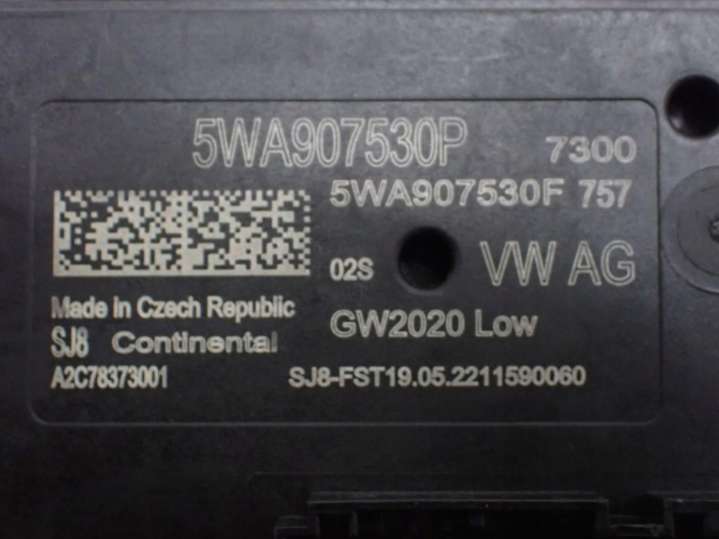 5WA907530P 7300
5WA907530F 757
02S VW AG
Made in Czech Republic
GW2020 Low
SJ8 Continental
A2C78373001 SJ8-FST19.05.2211590060